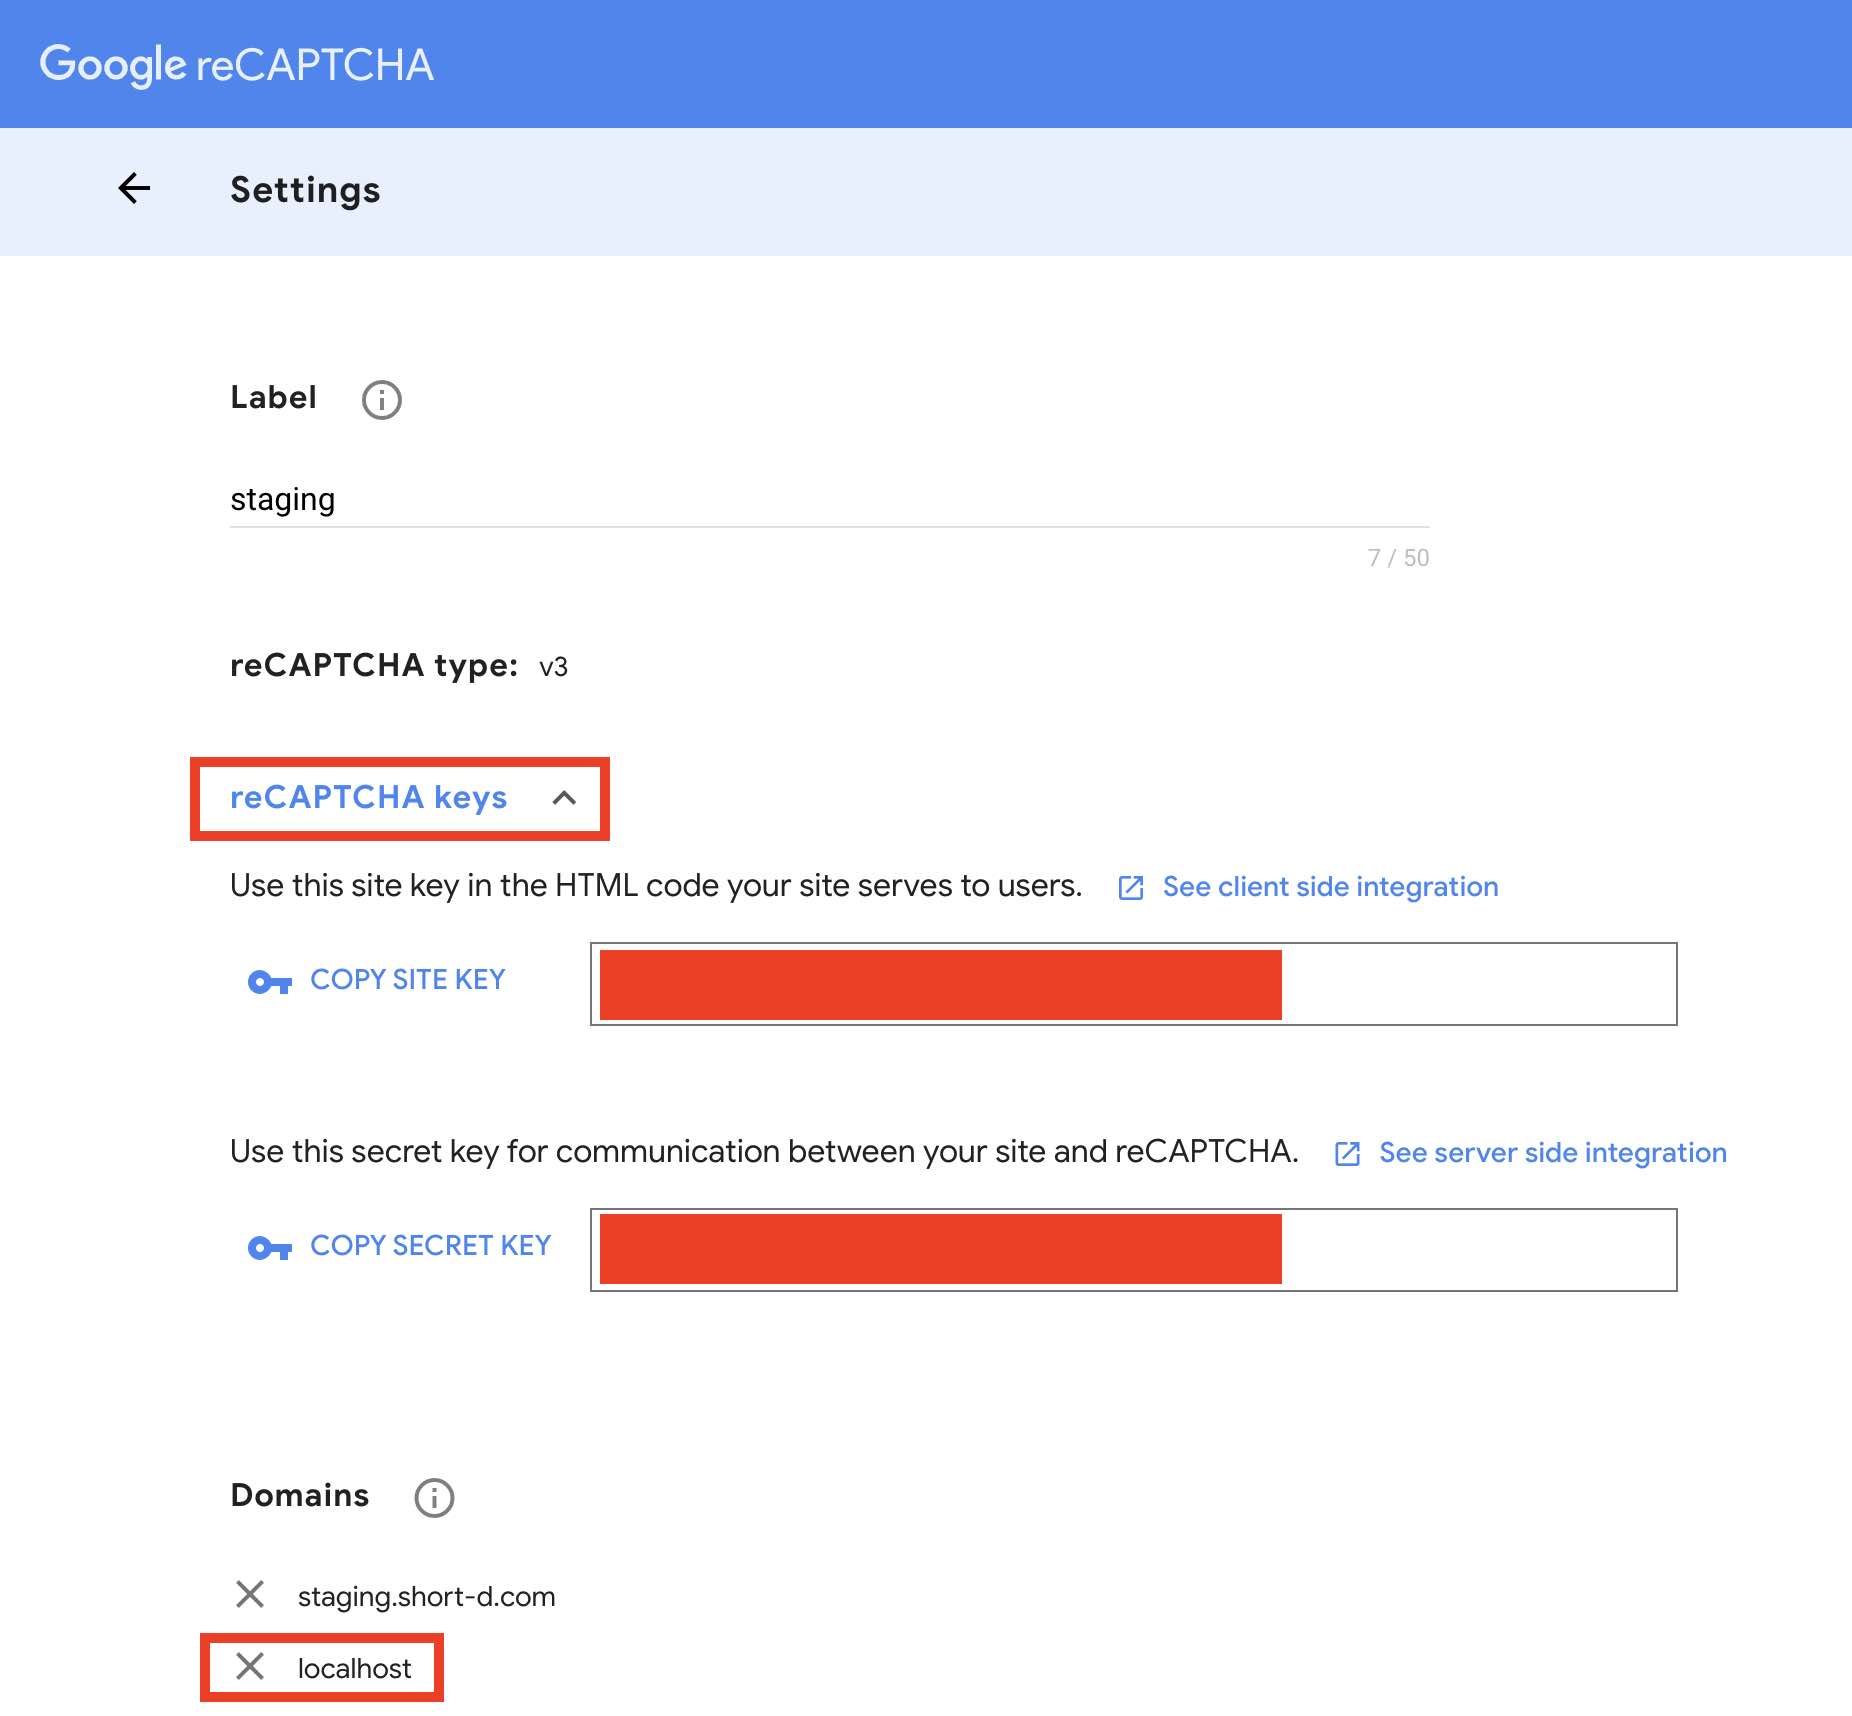 Google reCAPTCHA
Settings
Label
staging
7 / 50
reCAPTCHA type: v3
reCAPTCHA keys
Use this site key in the HTML code your site serves to users. See client side integration
COPY SITE KEY
Use this secret key for communication between your site and reCAPTCHA. See server side integration
COPY SECRET KEY
Domains
staging.short-d.com
localhost